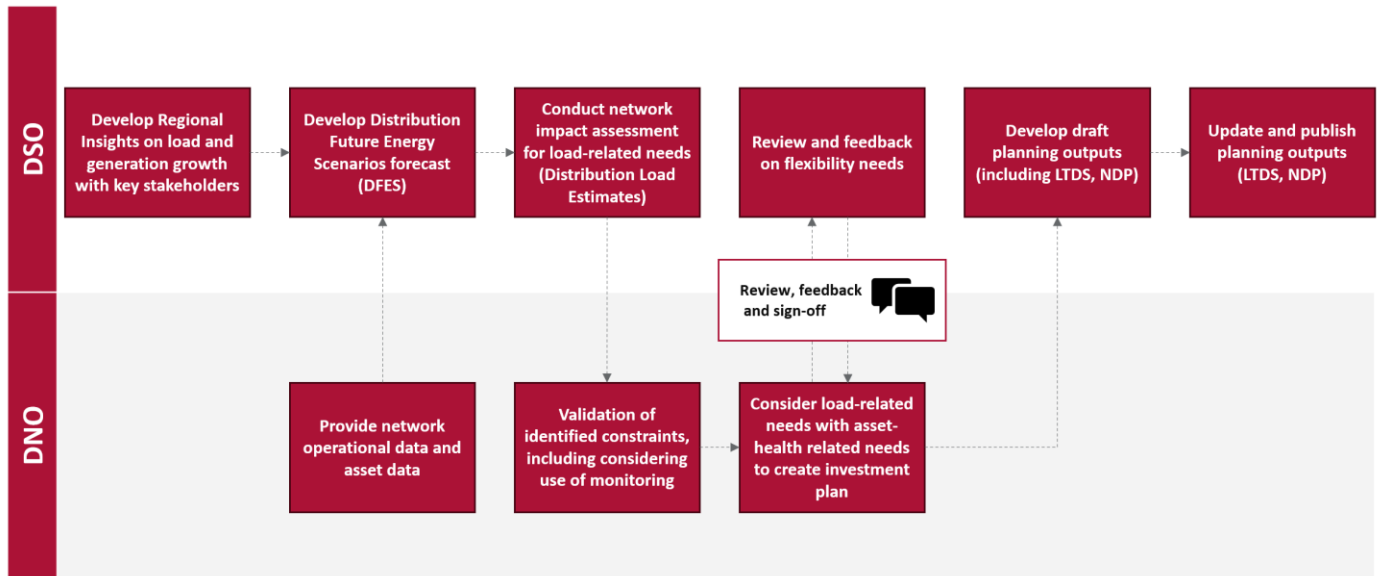 DSO
Develop Regional
Insights on load and
generation growth
with key stakeholders
Develop Distribution
Future Energy
Scenarios forecast
(DFES)
Conduct network
impact assessment
for load-related needs
(Distribution Load
Estimates)
Review and feedback
on flexibility needs
Develop draft
planning outputs
(including LTDS, NDP)
Update and publish
planning outputs
(LTDS, NDP)
Review, feedback
and sign-off
DNO
Provide network
operational data and
asset data
Validation of
identified constraints,
including considering
use of monitoring
Consider load-related
needs with asset-
health related needs
to create investment
plan